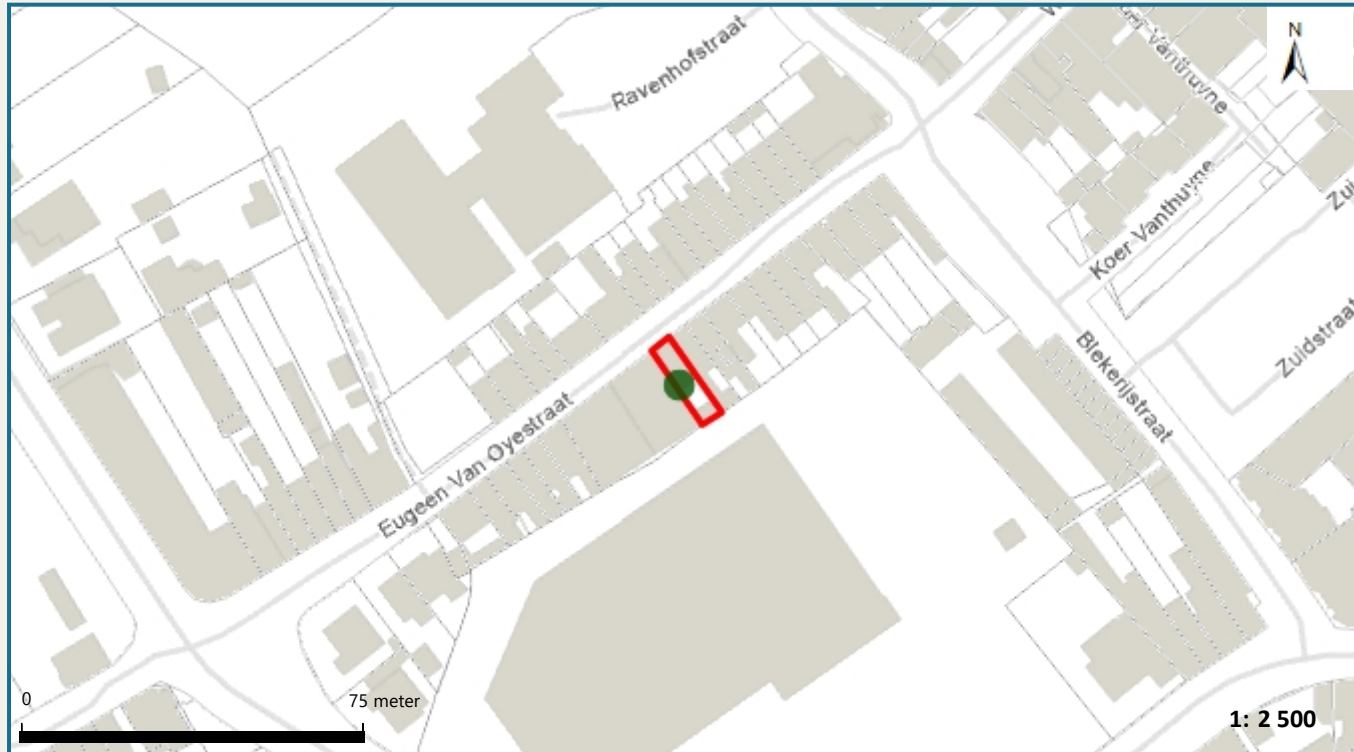 N
Ravenhofstraat
Koer Vanthuyne
Zuidstraat
Blekerijstraat
Eugeen Van Oyestraat
0
75 meter
1: 2 500